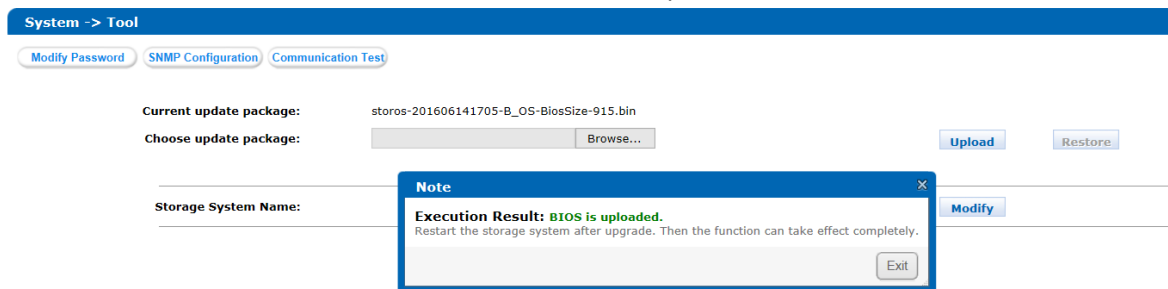 System -> Tool
Modify Password SNMP Configuration Communication Test
Current update package: storos-201606141705-B_OS-BiosSize-915.bin
Choose update package: Browse... Upload Restore
Note
Storage System Name: Modify
Execution Result: BIOS is uploaded.
Restart the storage system after upgrade. Then the function can take effect completely.
Exit